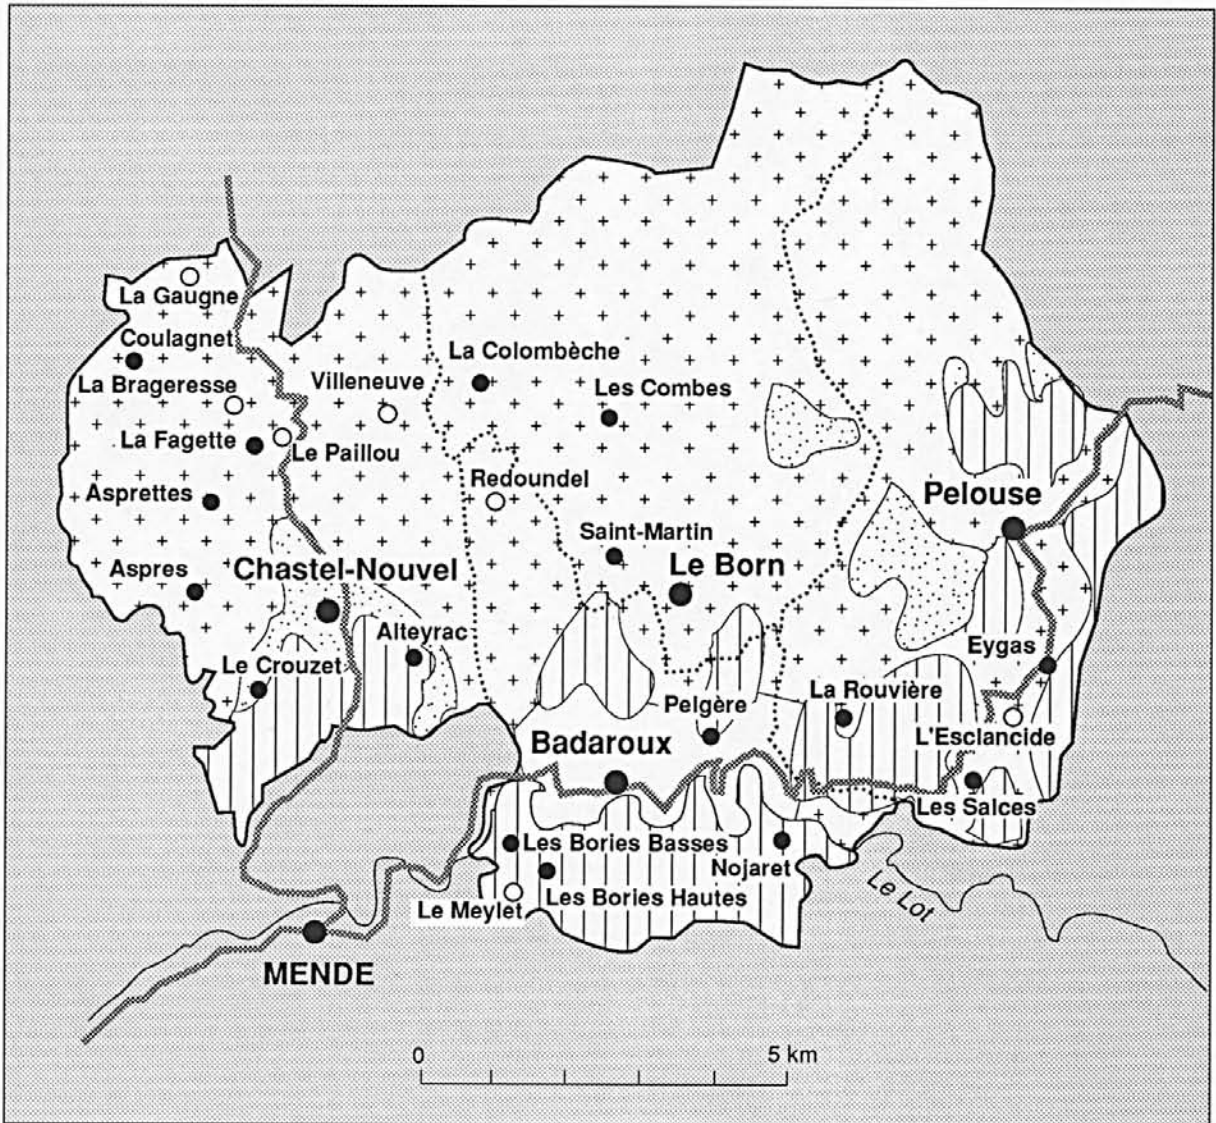 La Gaugne
Coulagnet
La Colombèche
La Brageresse
Villeneuve
Les Combes
La Fagette
Le Paillou
Redoundel
Asprettes
Pelouse
Saint-Martin
Le Born
Aspres
Chastel-Nouvel
Alteyrac
Eygas
Le Crouzet
La Rouvière
Pelgère
L'Esclancide
Badaroux
Les Salces
Les Bories Basses
Nojaret
Le Lot
Les Bories Hautes
Le Meylet
MENDE
0 5 km